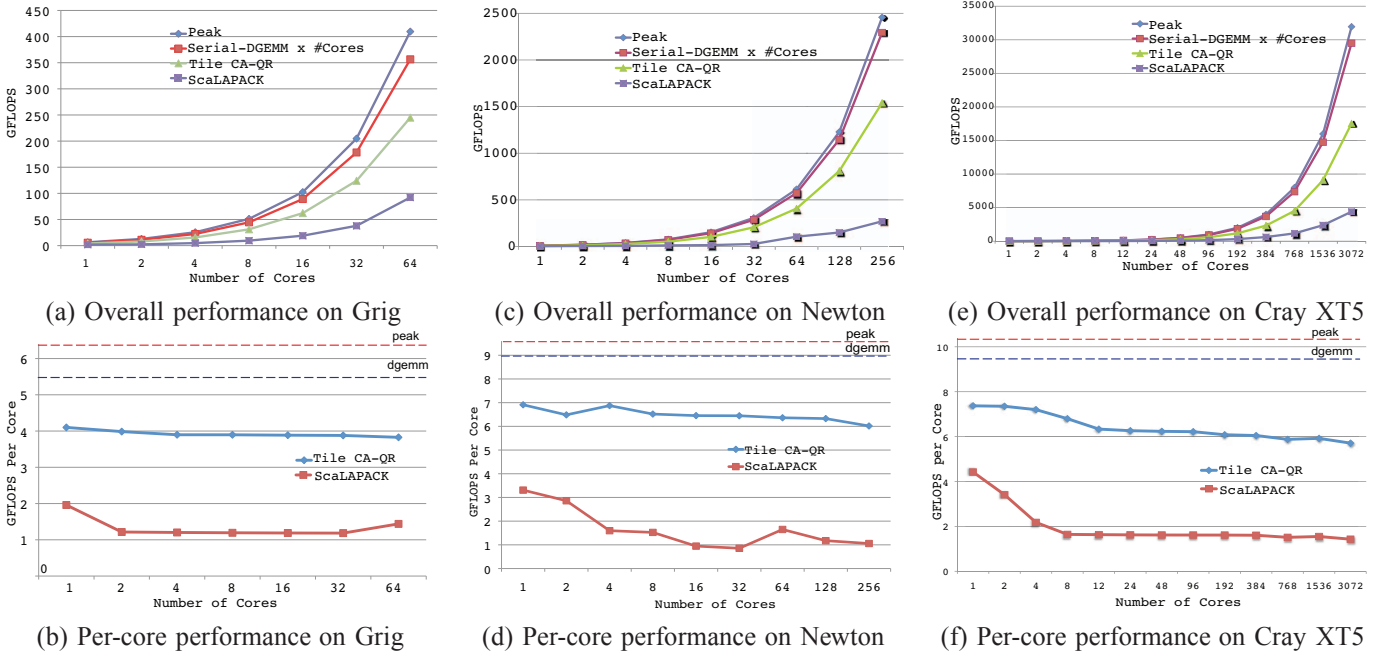 450
400
350
300
250
200
150
100
50
0
GFLOPS
Peak
Serial-DGEMM x #Cores
Tile CA-QR
ScaLAPACK
1 2 4 8 16 32 64
Number of Cores
(a) Overall performance on Grig
2500
2000
1500
1000
500
0
GFLOPS
Peak
Serial-DGEMM x #Cores
Tile CA-QR
ScaLAPACK
1 2 4 8 16 32 64 128 256
Number of Cores
(c) Overall performance on Newton
35000
30000
25000
20000
15000
10000
5000
0
GFLOPS
Peak
Serial-DGEMM x #Cores
Tile CA-QR
ScaLAPACK
1 2 4 8 12 24 48 96 192 384 768 1536 3072
Number of Cores
(e) Overall performance on Cray XT5
peak
dgemm
6
5
4
3
2
1
0
GFLOPS Per Core
Tile CA-QR
ScaLAPACK
1 2 4 8 16 32 64
Number of Cores
(b) Per-core performance on Grig
peak
dgemm
9
8
7
6
5
4
3
2
1
0
GFLOPS Per Core
Tile CA-QR
ScaLAPACK
1 2 4 8 16 32 64 128 256
Number of Cores
(d) Per-core performance on Newton
peak
dgemm
10
8
6
4
2
0
GFLOPS per Core
Tile CA-QR
ScaLAPACK
1 2 4 8 12 24 48 96 192 384 768 1536 3072
Number of Cores
(f) Per-core performance on Cray XT5